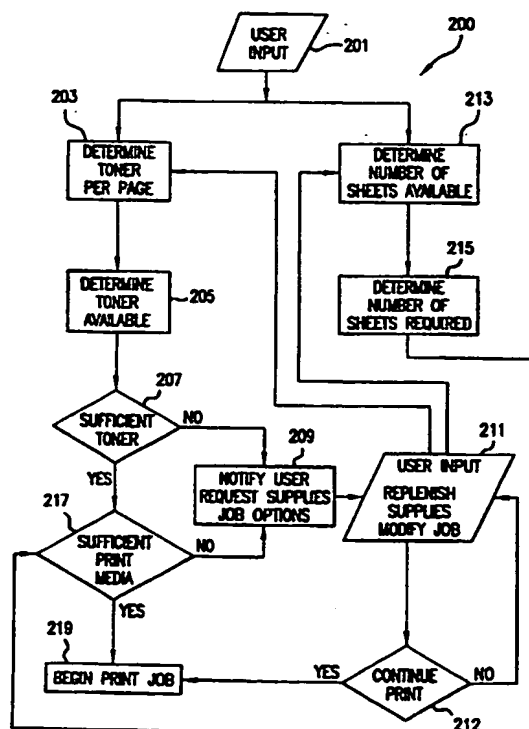 USER
INPUT
201
200
203
DETERMINE
TONER
PER PAGE
213
DETERMINE
NUMBER OF
SHEETS AVAILABLE
DETERMINE
TONER
AVAILABLE
205
215
DETERMINE
NUMBER OF
SHEETS REQUIRED
207
SUFFICIENT
TONER
NO
YES
209
NOTIFY USER
REQUEST SUPPLIES
JOB OPTIONS
211
USER INPUT
REPLENISH
SUPPLIES
MODIFY JOB
217
SUFFICIENT
PRINT
MEDIA
NO
YES
219
BEGIN PRINT JOB
YES
CONTINUE
PRINT
NO
212